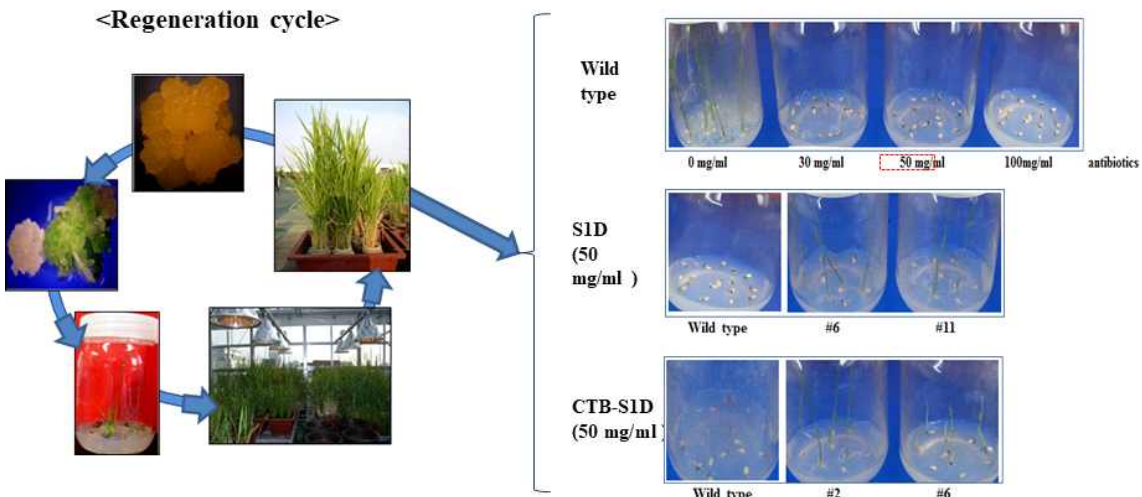 <Regeneration cycle>
Wild
type
0 mg/ml 30 mg/ml 50 mg/ml 100mg/ml antibiotics
S1D
(50
mg/ml )
Wild type #6 #11
CTB-S1D
(50 mg/ml )
Wild type #2 #6